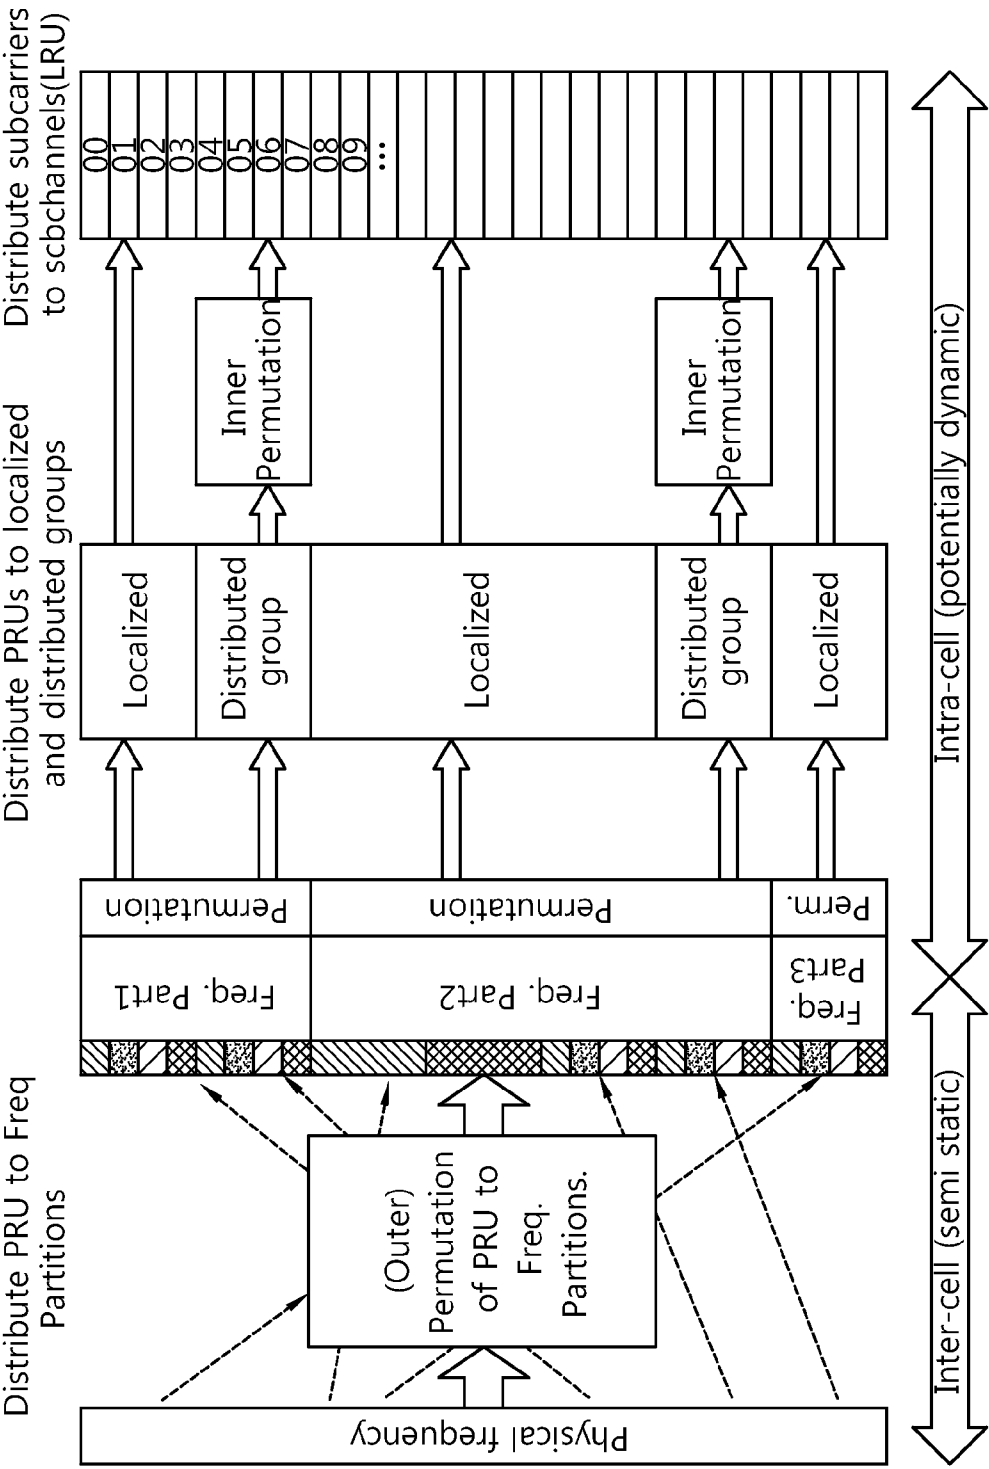 Distribute PRU to Freq
Partitions
Distribute PRUs to localized
and distributed groups
Distribute subcarriers
to scbchannels(LRU)
Physical frequency
(Outer)
Permutation
of PRU to
Freq.
Partitions.
Freq. Part1
Permutation
Freq. Part2
Permutation
Freq.
Part3
Perm.
Localized
Distributed
group
Localized
Distributed
group
Localized
Inner
Permutation
Inner
Permutation
00
01
02
03
04
05
06
07
08
09
...
Inter-cell (semi static)
Intra-cell (potentially dynamic)